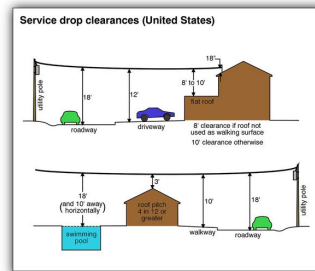 Service drop clearances (United States)
18"
18'
12'
8' to 10'
flat roof
utility pole
roadway
driveway
8' clearance if roof not
used as walking surface
10' clearance otherwise
18'
(and 10' away
horizontally)
3'
roof pitch
4 in 12 or
greater
10'
18'
utility pole
swimming
pool
walkway
roadway